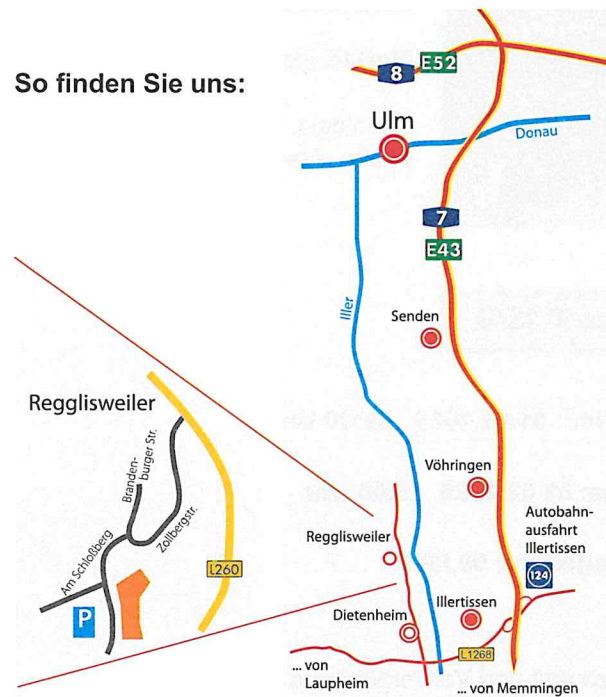 So finden Sie uns:
8
E52
Ulm
Donau
7
E43
Iller
Senden
Regglisweiler
Branden-
burger Str.
Zollbergstr.
Am Schloßberg
L260
P
Vöhringen
Autobahn-
ausfahrt
Illertissen
124
Regglisweiler
Dietenheim
Illertissen
L1268
... von
Laupheim
... von Memmingen